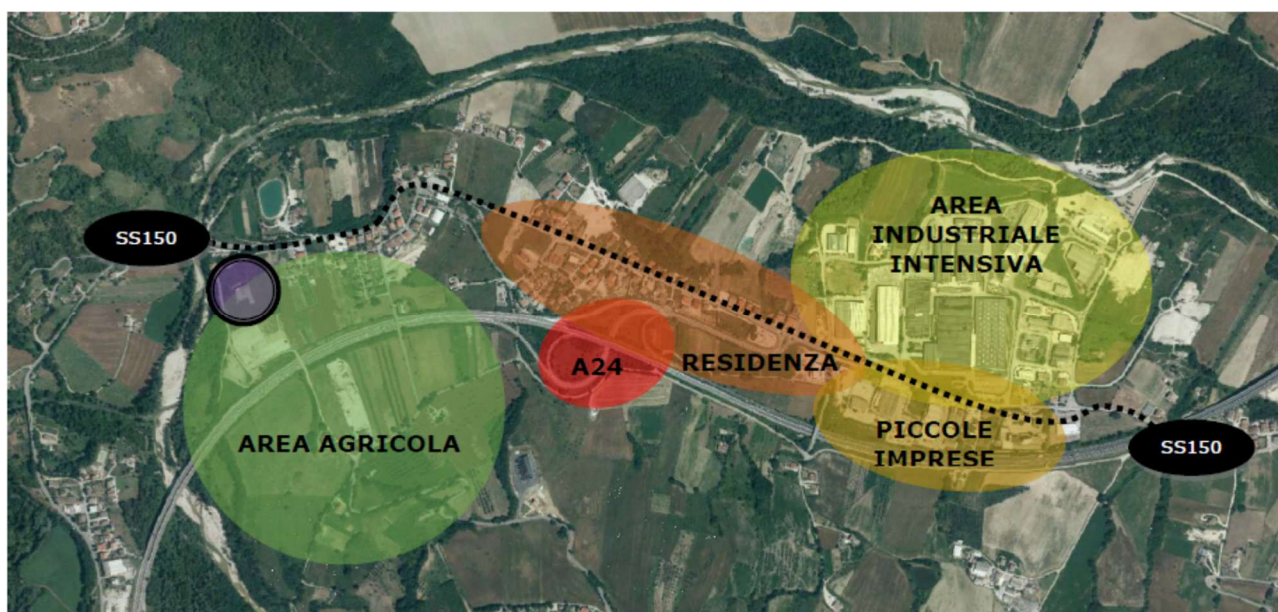 AREA
INDUSTRIALE
INTENSIVA
SS150
A
A24
RESIDENZA
AREA AGRICOLA
PICCOLE
IMPRESE
SS150